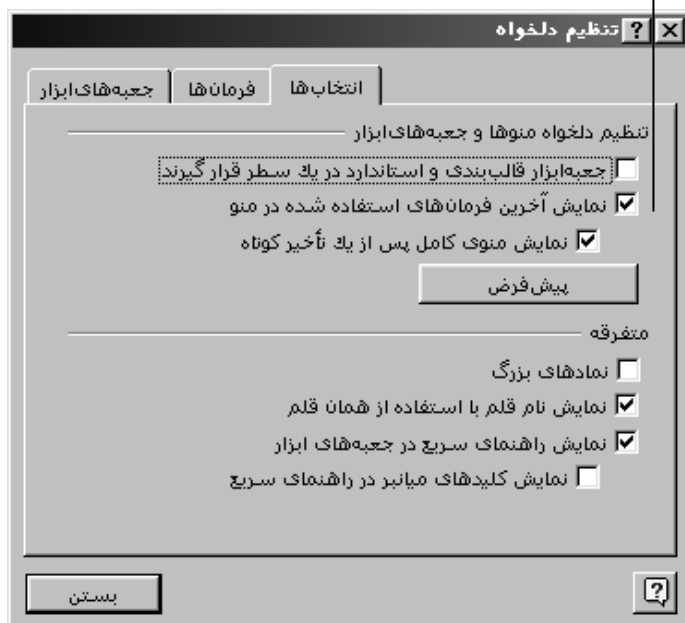 تنظیم دلخواه
انتخاب‌ها فرمان‌ها جعبه‌های‌ابزار
تنظیم دلخواه منوها و جعبه‌های‌ابزار
جعبه‌ابزار قالب‌بندی و استاندارد در یك سطر قرار گیرند
نمایش آخرین فرمان‌های استفاده شده در منو
نمایش منوی کامل پس از یك تأخیر کوتاه
پیش‌فرض
متفرقه
نمادهای بزرگ
نمایش نام قلم با استفاده از همان قلم
نمایش راهنمای سریع در جعبه‌های ابزار
نمایش کلیدهای میانبر در راهنمای سریع
بستن